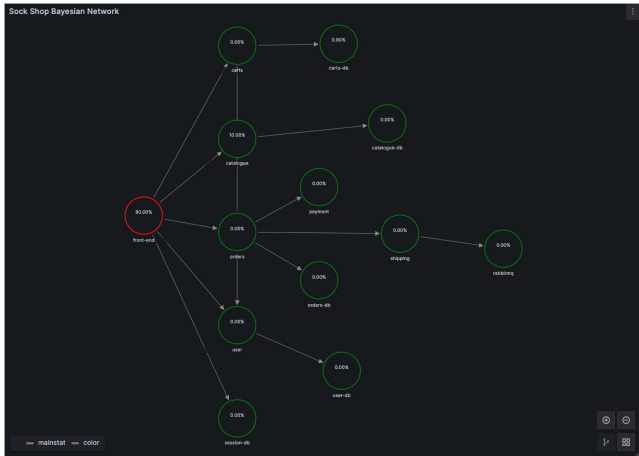 Sock Shop Bayesian Network
0.00%
carts
0.00%
carts-db
10.00%
catalogue
0.00%
catalogue-db
0.00%
payment
80.00%
front-end
0.00%
orders
0.00%
shipping
0.00%
rabbitmq
0.00%
orders-db
0.00%
user
0.00%
user-db
0.00%
session-db
mainstat
color